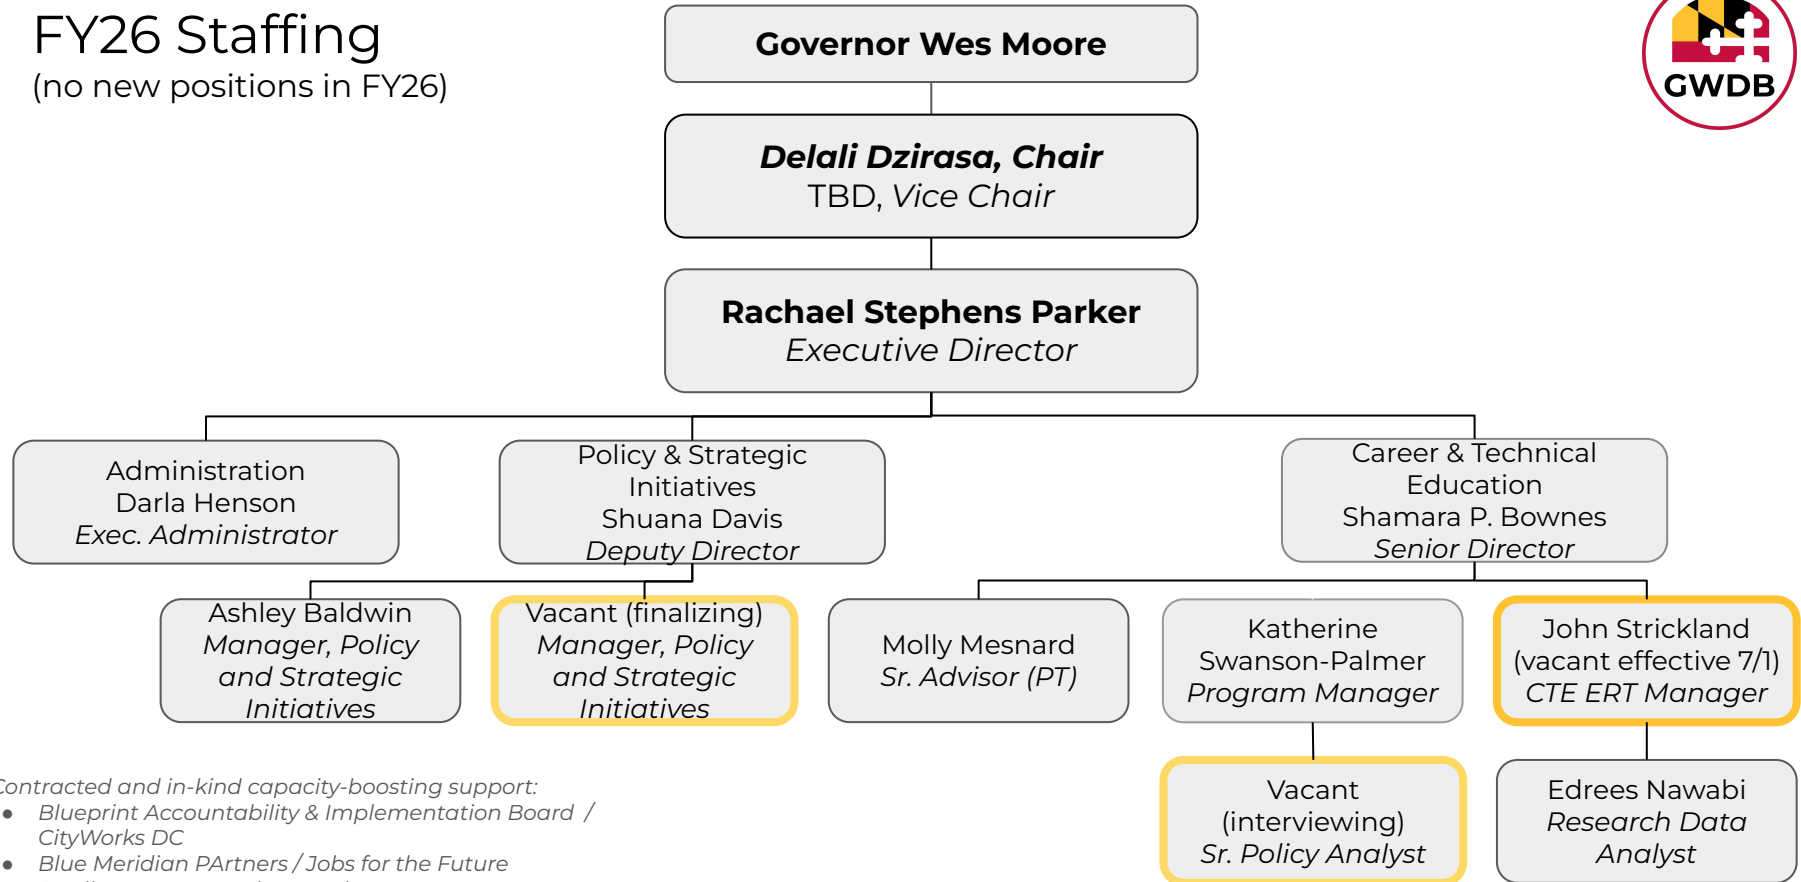 FY26 Staffing
(no new positions in FY26)
GWDB
Governor Wes Moore
Delali Dzirasa, Chair
TBD, Vice Chair
Rachael Stephens Parker
Executive Director
Administration
Darla Henson
Exec. Administrator
Policy & Strategic
Initiatives
Shuana Davis
Deputy Director
Career & Technical
Education
Shamara P. Bownes
Senior Director
Ashley Baldwin
Manager, Policy
and Strategic
Initiatives
Vacant (finalizing)
Manager, Policy
and Strategic
Initiatives
Molly Mesnard
Sr. Advisor (PT)
Katherine
Swanson-Palmer
Program Manager
John Strickland
(vacant effective 7/1)
CTE ERT Manager
Vacant
(interviewing)
Sr. Policy Analyst
Edrees Nawabi
Research Data
Analyst
Contracted and in-kind capacity-boosting support:
● Blueprint Accountability & Implementation Board /
CityWorks DC
● Blue Meridian PArtners / Jobs for the Future